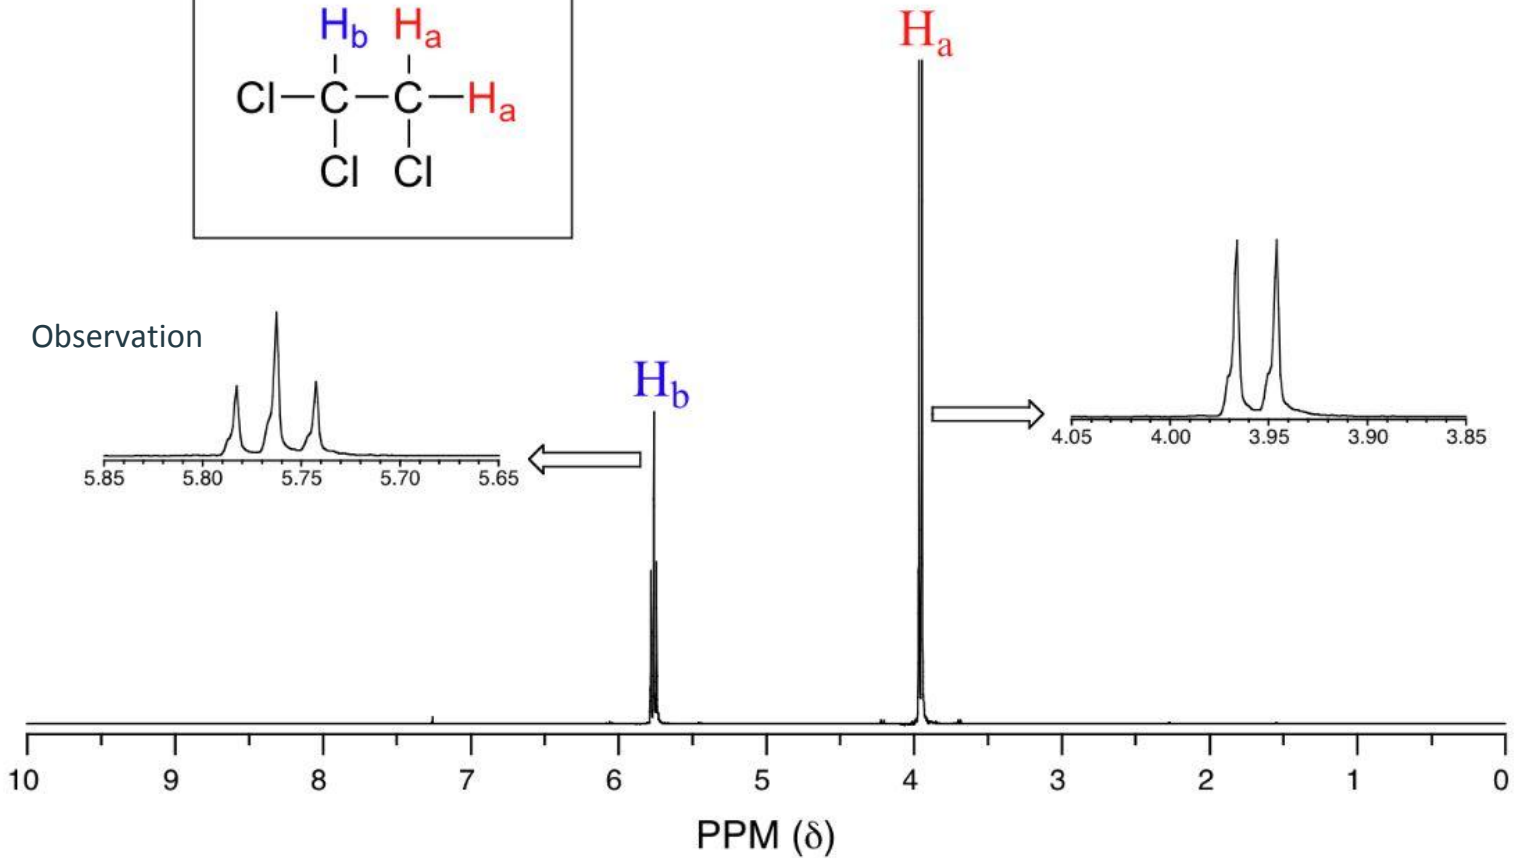 Hb Ha
Cl C C Ha
Cl Cl
Ha
Observation
Hb
5.85 5.80 5.75 5.70 5.65
4.05 4.00 3.95 3.90 3.85
10 9 8 7 6 5 4 3 2 1 0
PPM (δ)